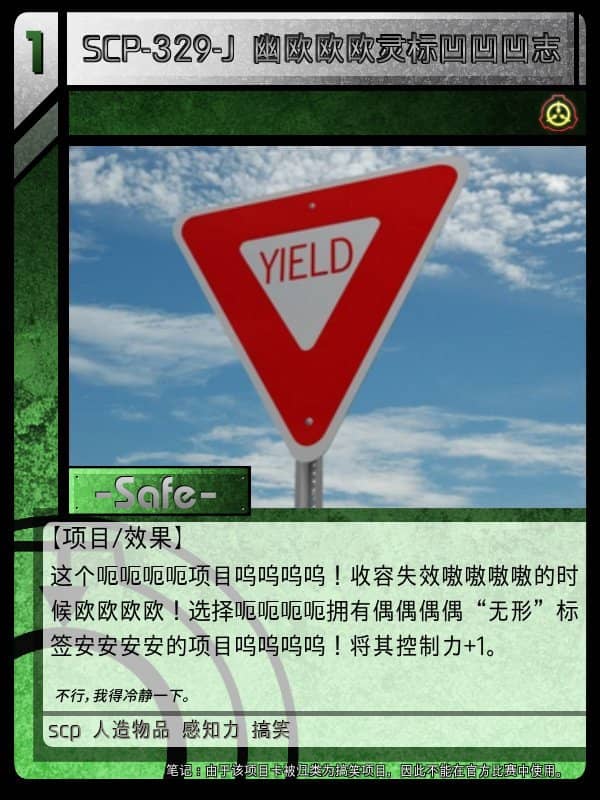 1
SCP-329-J 幽欧欧欧灵标凹凹凹志
YIELD
-Safe-
【项目/效果】
这个呃呃呃呃项目呜呜呜呜！收容失效嗷嗷嗷嗷的时
候欧欧欧欧！选择呃呃呃呃拥有偶偶偶偶“无形”标
签安安安安的项目呜呜呜呜！将其控制力+1。
不行,我得冷静一下。
scp 人造物品 感知力 搞笑
笔记：由于该项目卡被归类为搞笑项目，因此不能在官方比赛中使用。